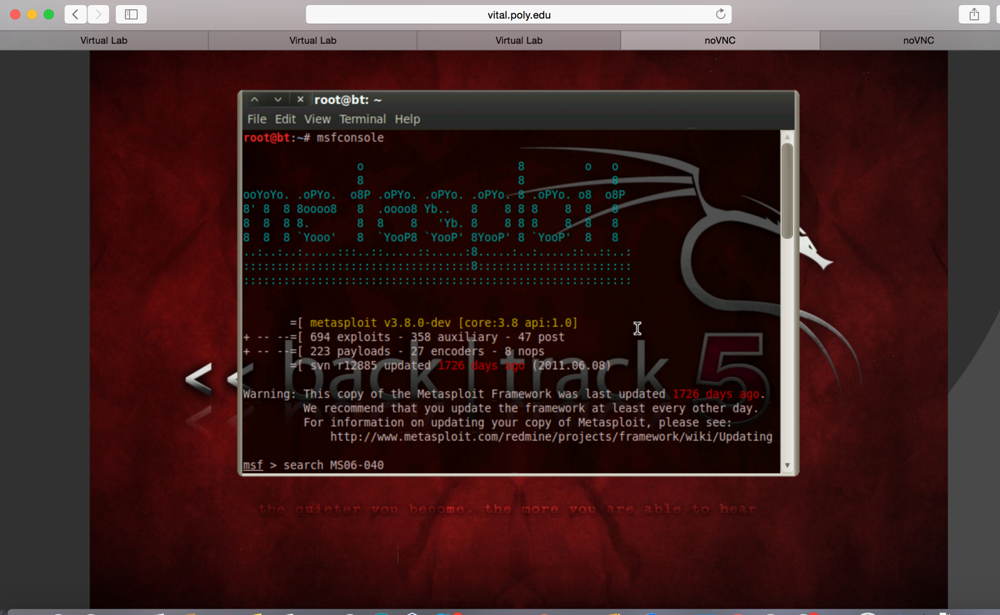 vital.poly.edu
Virtual Lab
Virtual Lab
Virtual Lab
noVNC
noVNC
root@bt: ~
File Edit View Terminal Help
root@bt:~# msfconsole
                 o                       8         o   o
                 8                       8             8
ooYoYo. .oPYo.  o8P .oPYo. .oPYo. .oPYo. 8 .oPYo. o8  o8P
8' 8  8 8oooo8   8  .oooo8 Yb..   8    8 8 8    8  8   8
8  8  8 8.       8  8    8   'Yb. 8    8 8 8    8  8   8
8  8  8 `Yooo'   8  `YooP8 `YooP' 8YooP' 8 `YooP'  8   8
..:..:..:.....:::..::.....::.....:8.....:..:.....::..::..:
::::::::::::::::::::::::::::::::::8:::::::::::::::::::::::
::::::::::::::::::::::::::::::::::::::::::::::::::::::::::
=[ metasploit v3.8.0-dev [core:3.8 api:1.0]
+ -- --=[ 694 exploits - 358 auxiliary - 47 post
+ -- --=[ 223 payloads - 27 encoders - 8 nops
=[ svn r12885 updated 1726 days ago (2011.06.08)
Warning: This copy of the Metasploit Framework was last updated 1726 days ago.
We recommend that you update the framework at least every other day.
For information on updating your copy of Metasploit, please see:
http://www.metasploit.com/redmine/projects/framework/wiki/Updating
msf > search MS06-040
<< back | track 5
the quieter you become, the more you are able to hear